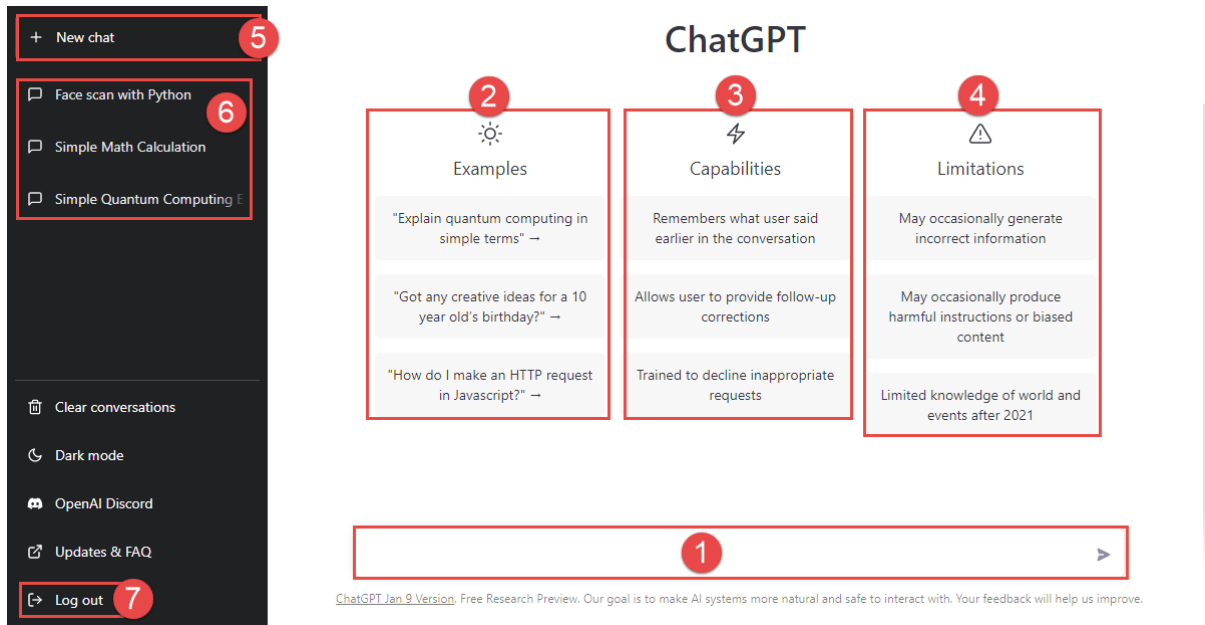 New chat
5
Face scan with Python
6
Simple Math Calculation
Simple Quantum Computing E
Clear conversations
Dark mode
OpenAI Discord
Updates & FAQ
Log out
7
ChatGPT
2
Examples
"Explain quantum computing in
simple terms" →
"Got any creative ideas for a 10
year old's birthday?" →
"How do I make an HTTP request
in Javascript?" →
3
Capabilities
Remembers what user said
earlier in the conversation
Allows user to provide follow-up
corrections
Trained to decline inappropriate
requests
4
Limitations
May occasionally generate
incorrect information
May occasionally produce
harmful instructions or biased
content
Limited knowledge of world and
events after 2021
1
ChatGPT Jan 9 Version. Free Research Preview. Our goal is to make AI systems more natural and safe to interact with. Your feedback will help us improve.